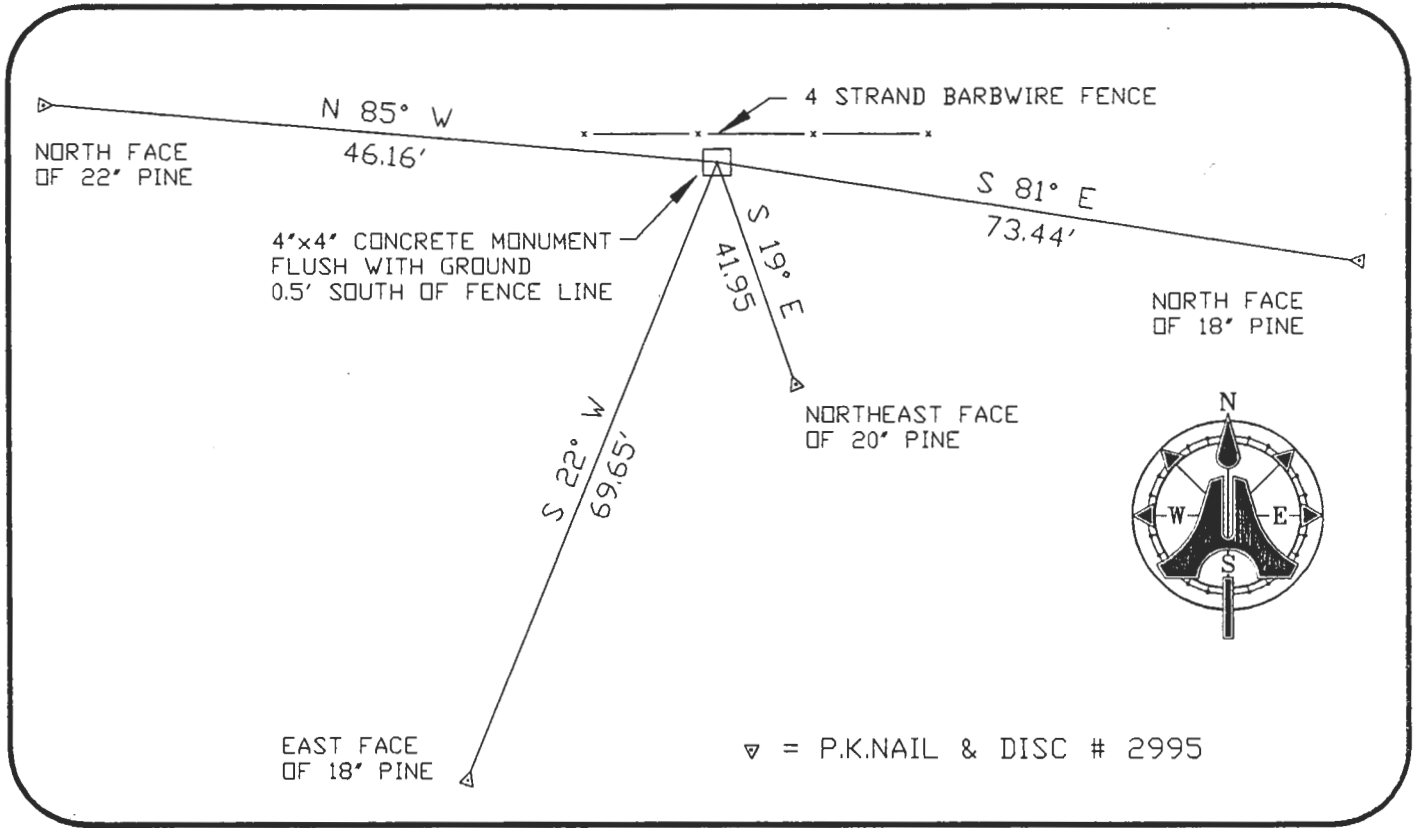 4 STRAND BARBWIRE FENCE
N 85° W
46.16'
NORTH FACE
OF 22" PINE
S 81° E
73.44'
4"x4" CONCRETE MONUMENT
FLUSH WITH GROUND
0.5' SOUTH OF FENCE LINE
S 19° E
41.95
NORTH FACE
OF 18" PINE
NORTHEAST FACE
OF 20" PINE
N
W
E
S
S 22° W
69.65'
EAST FACE
OF 18" PINE
= P.K.NAIL & DISC # 2995